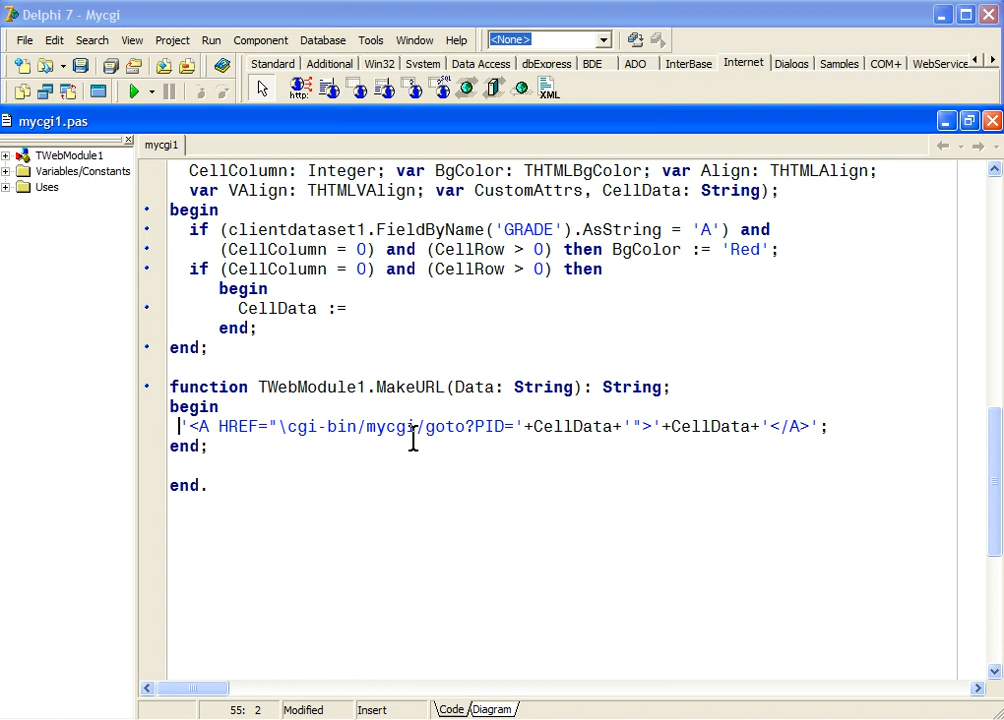 Delphi 7 - Mycgi
File Edit Search View Project Run Component Database Tools Window Help <None>
Standard Additional Win32 System Data Access dbExpress BDE ADO InterBase Internet Dialogs Samples COM+ WebService
http: SQL XML
mycgi1.pas
TWebModule1
Variables/Constants
Uses
mycgi1
CellColumn: Integer; var BgColor: THTMLBgColor; var Align: THTMLAlign;
var VAlign: THTMLVAlign; var CustomAttrs, CellData: String);
begin
if (clientdataset1.FieldByName('GRADE').AsString = 'A') and
(CellColumn = 0) and (CellRow > 0) then BgColor := 'Red';
if (CellColumn = 0) and (CellRow > 0) then
begin
CellData :=
end;
end;
function TWebModule1.MakeURL(Data: String): String;
begin
'<A HREF="\cgi-bin/mycgi/goto?PID='+CellData+'">'+CellData+'</A>';
end;
end.
55: 2 Modified Insert Code Diagram